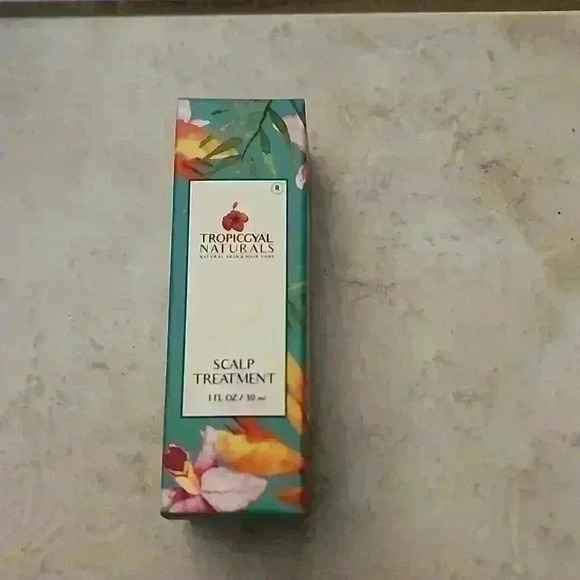 ®
TROPICGYAL
NATURALS
NATURAL SKIN & HAIR CARE
SCALP
TREATMENT
1 FL OZ / 30 ml